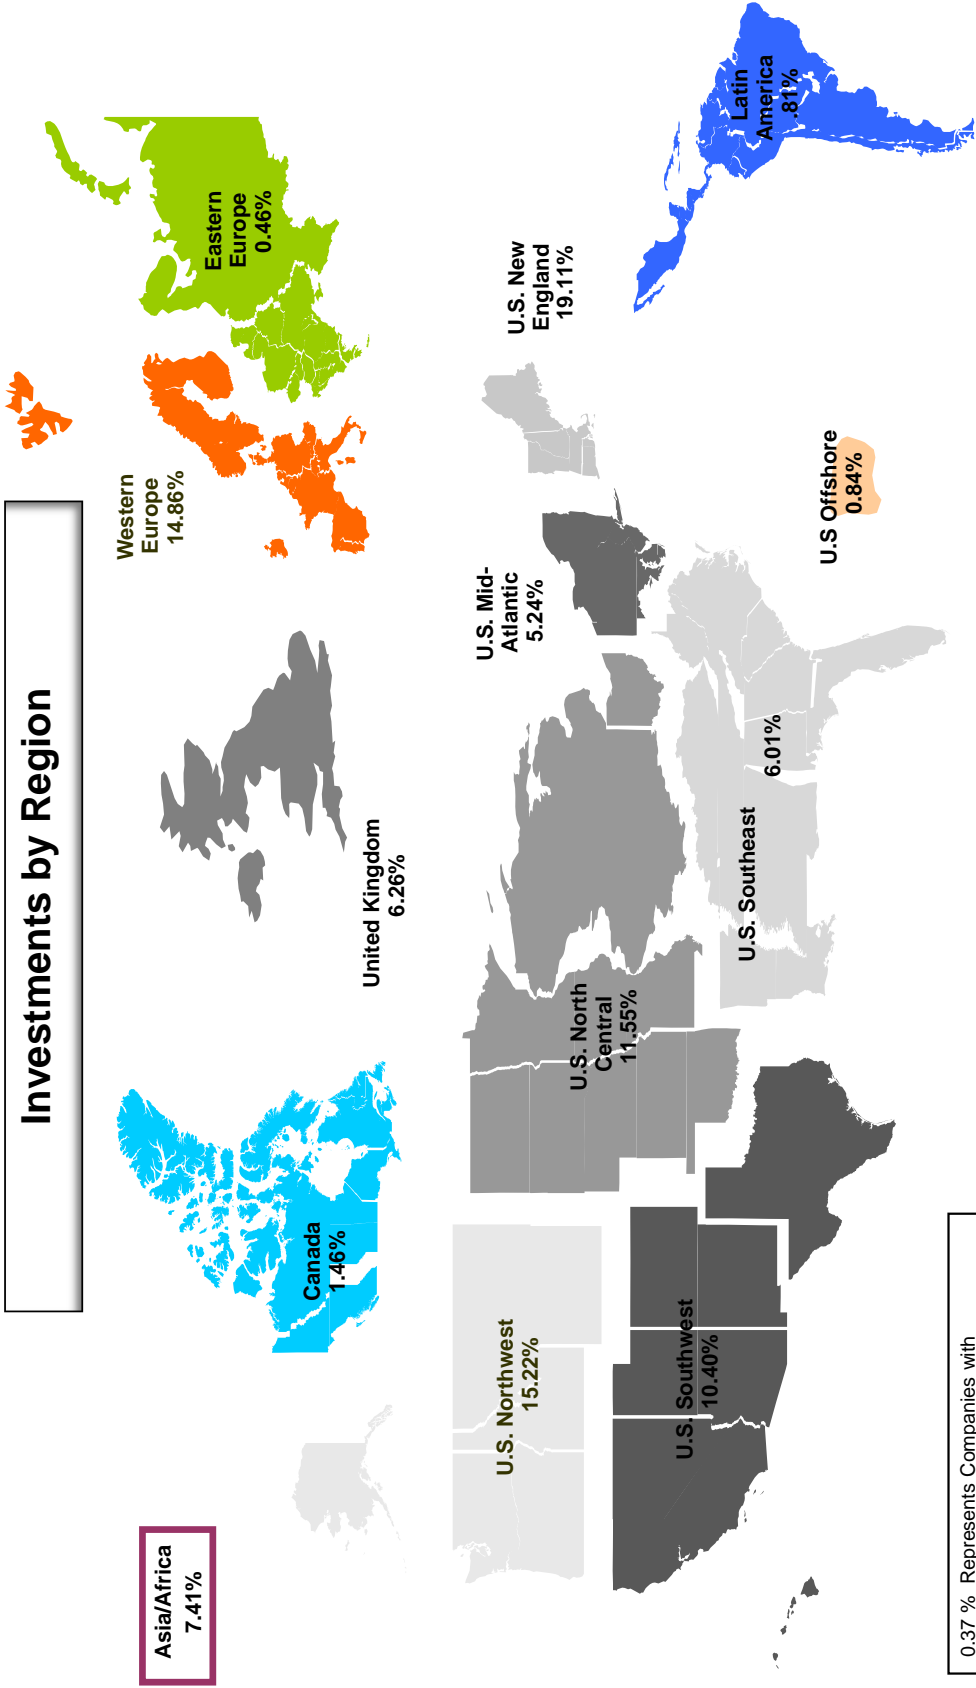 Investments by Region
Asia/Africa
7.41%
Canada
1.46%
United Kingdom
6.26%
Western
Europe
14.86%
Eastern
Europe
0.46%
U.S. Northwest
15.22%
U.S. North
Central
11.55%
U.S. Mid-
Atlantic
5.24%
U.S. New
England
19.11%
U.S. Southwest
10.40%
U.S. Southeast
6.01%
U.S Offshore
0.84%
Latin
America
.81%
0.37 % Represents Companies with